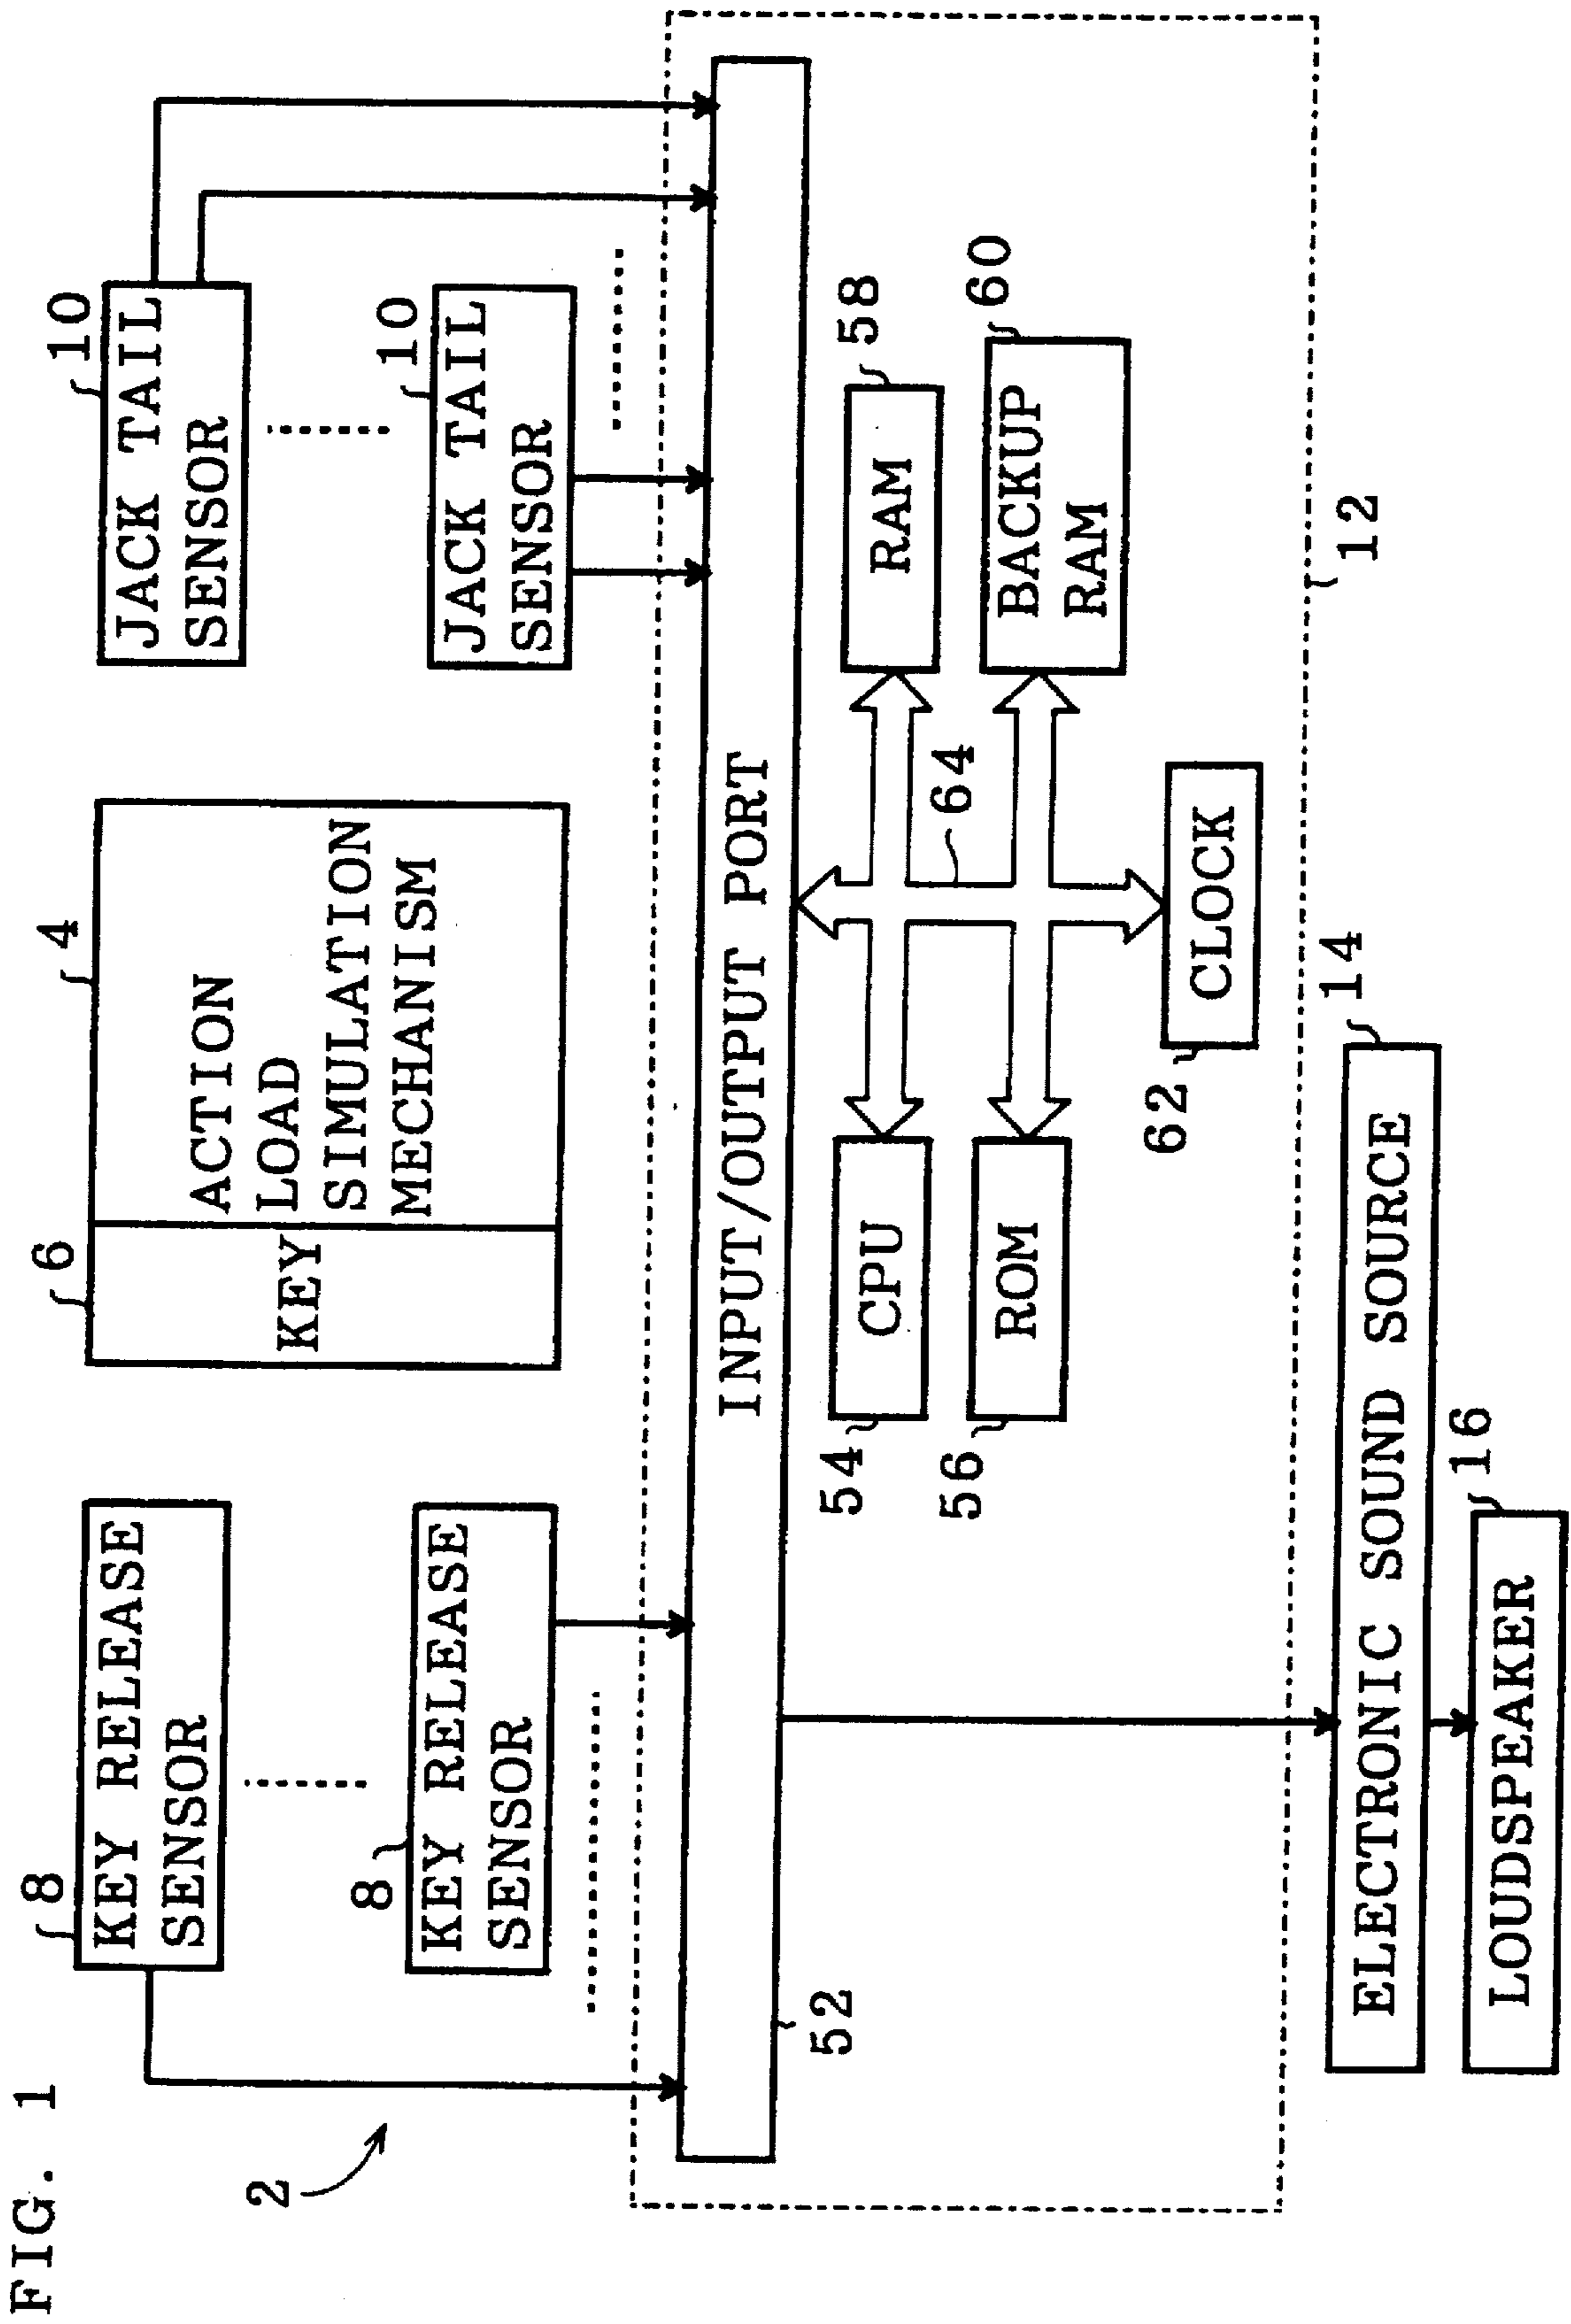 FIG. 1
2
8
KEY RELEASE
SENSOR
8
KEY RELEASE
SENSOR
6
KEY
4
ACTION
LOAD
SIMULATION
MECHANISM
10
JACK TAIL
SENSOR
10
JACK TAIL
SENSOR
INPUT/OUTPUT PORT
52
54
CPU
56
ROM
58
RAM
60
BACKUP
RAM
64
62
CLOCK
12
14
ELECTRONIC SOUND SOURCE
16
LOUDSPEAKER